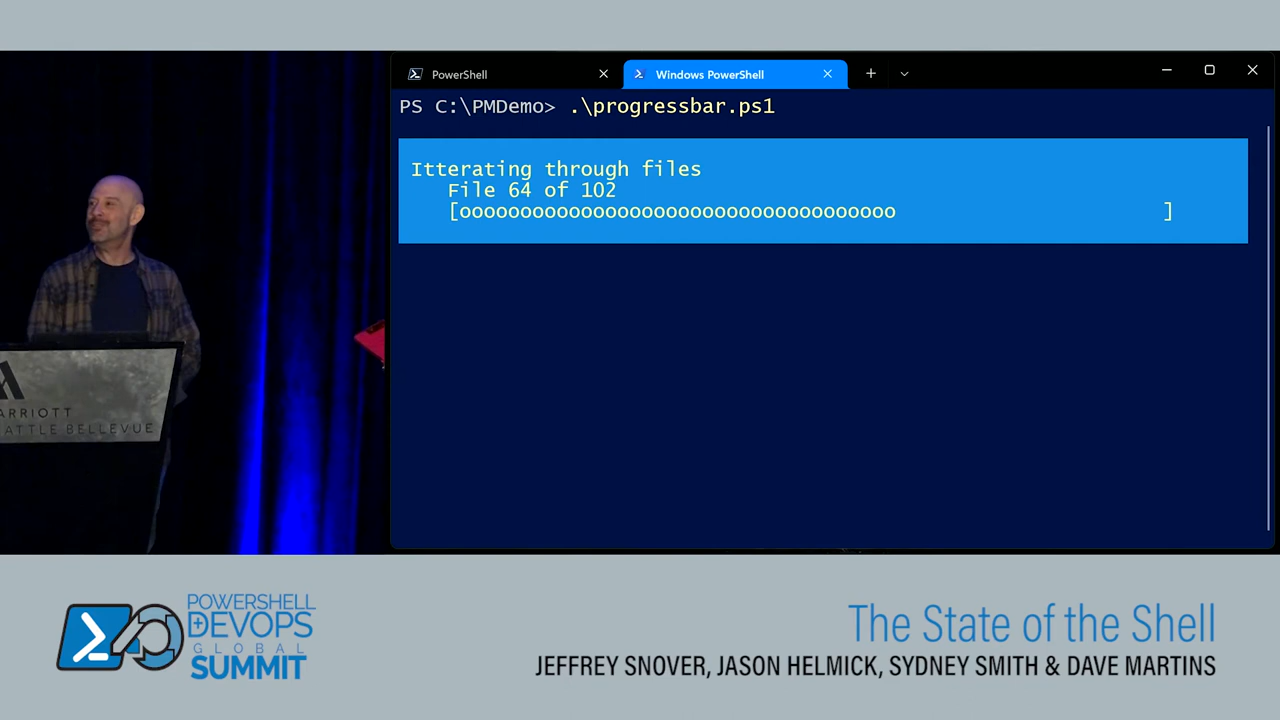 PowerShell
Windows PowerShell
PS C:\PMDemo> .\progressbar.ps1
Itterating through files
File 64 of 102
[oooooooooooooooooooooooooooooooooooo ]
ARRIOTT
ATTLE BELLEVUE
POWERSHELL
DEVOPS
GLOBAL
SUMMIT
The State of the Shell
JEFFREY SNOVER, JASON HELMICK, SYDNEY SMITH & DAVE MARTINS